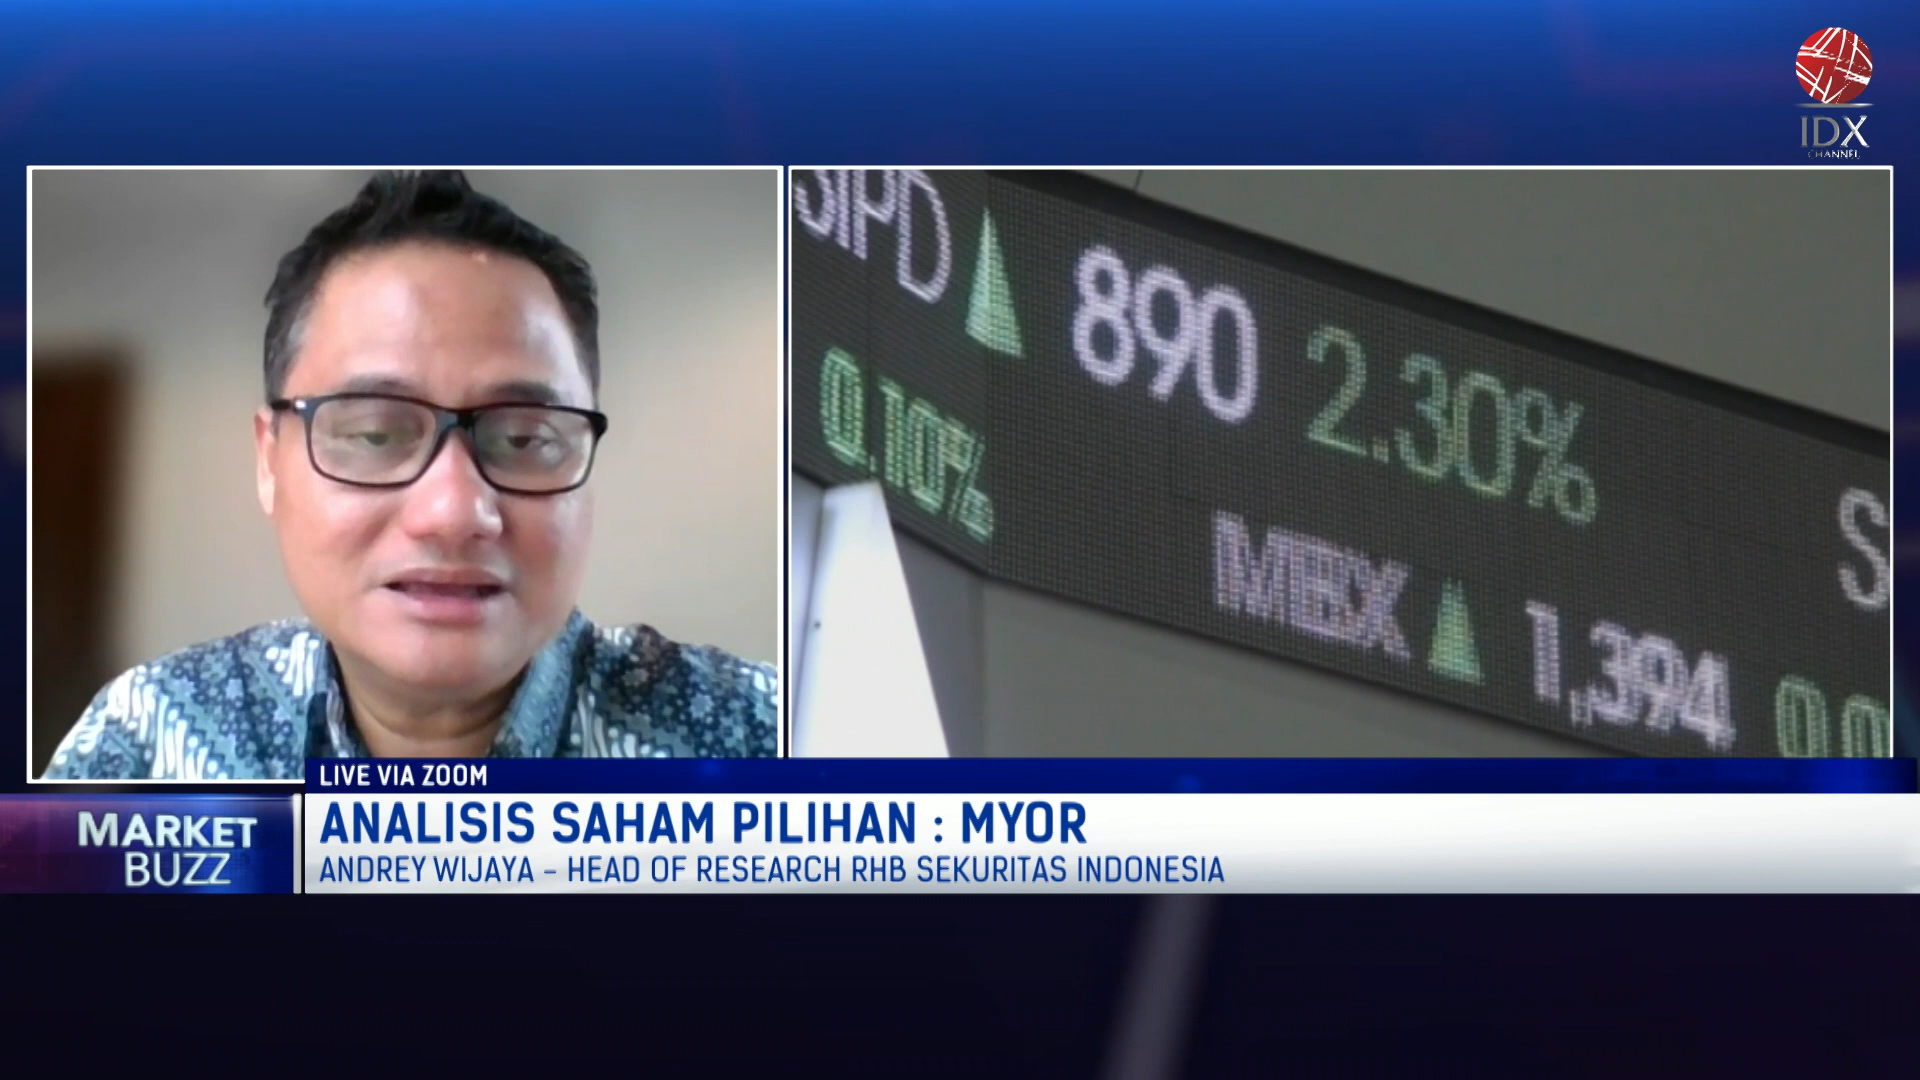 IDX
CHANNEL
SIPD ▲ 890 2.30%
0.10%
IMBX ▲ 1,394
LIVE VIA ZOOM
MARKET
BUZZ
ANALISIS SAHAM PILIHAN : MYOR
ANDREY WIJAYA – HEAD OF RESEARCH RHB SEKURITAS INDONESIA